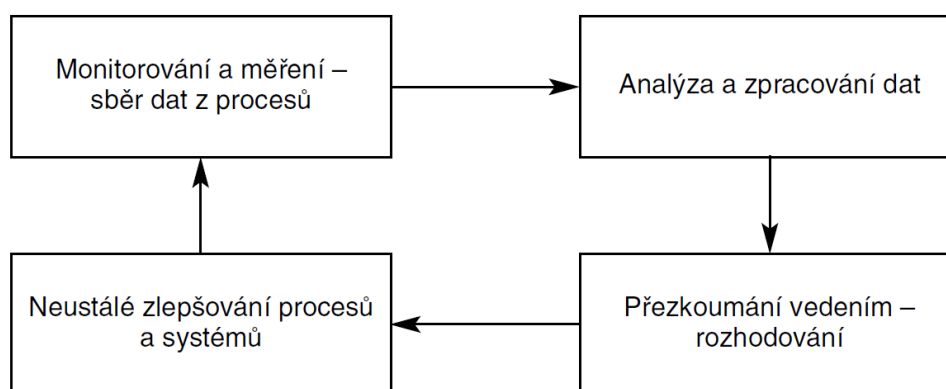 Monitorování a měření –
sběr dat z procesů
Analýza a zpracování dat
Neustálé zlepšování procesů
a systémů
Přezkoumání vedením –
rozhodování